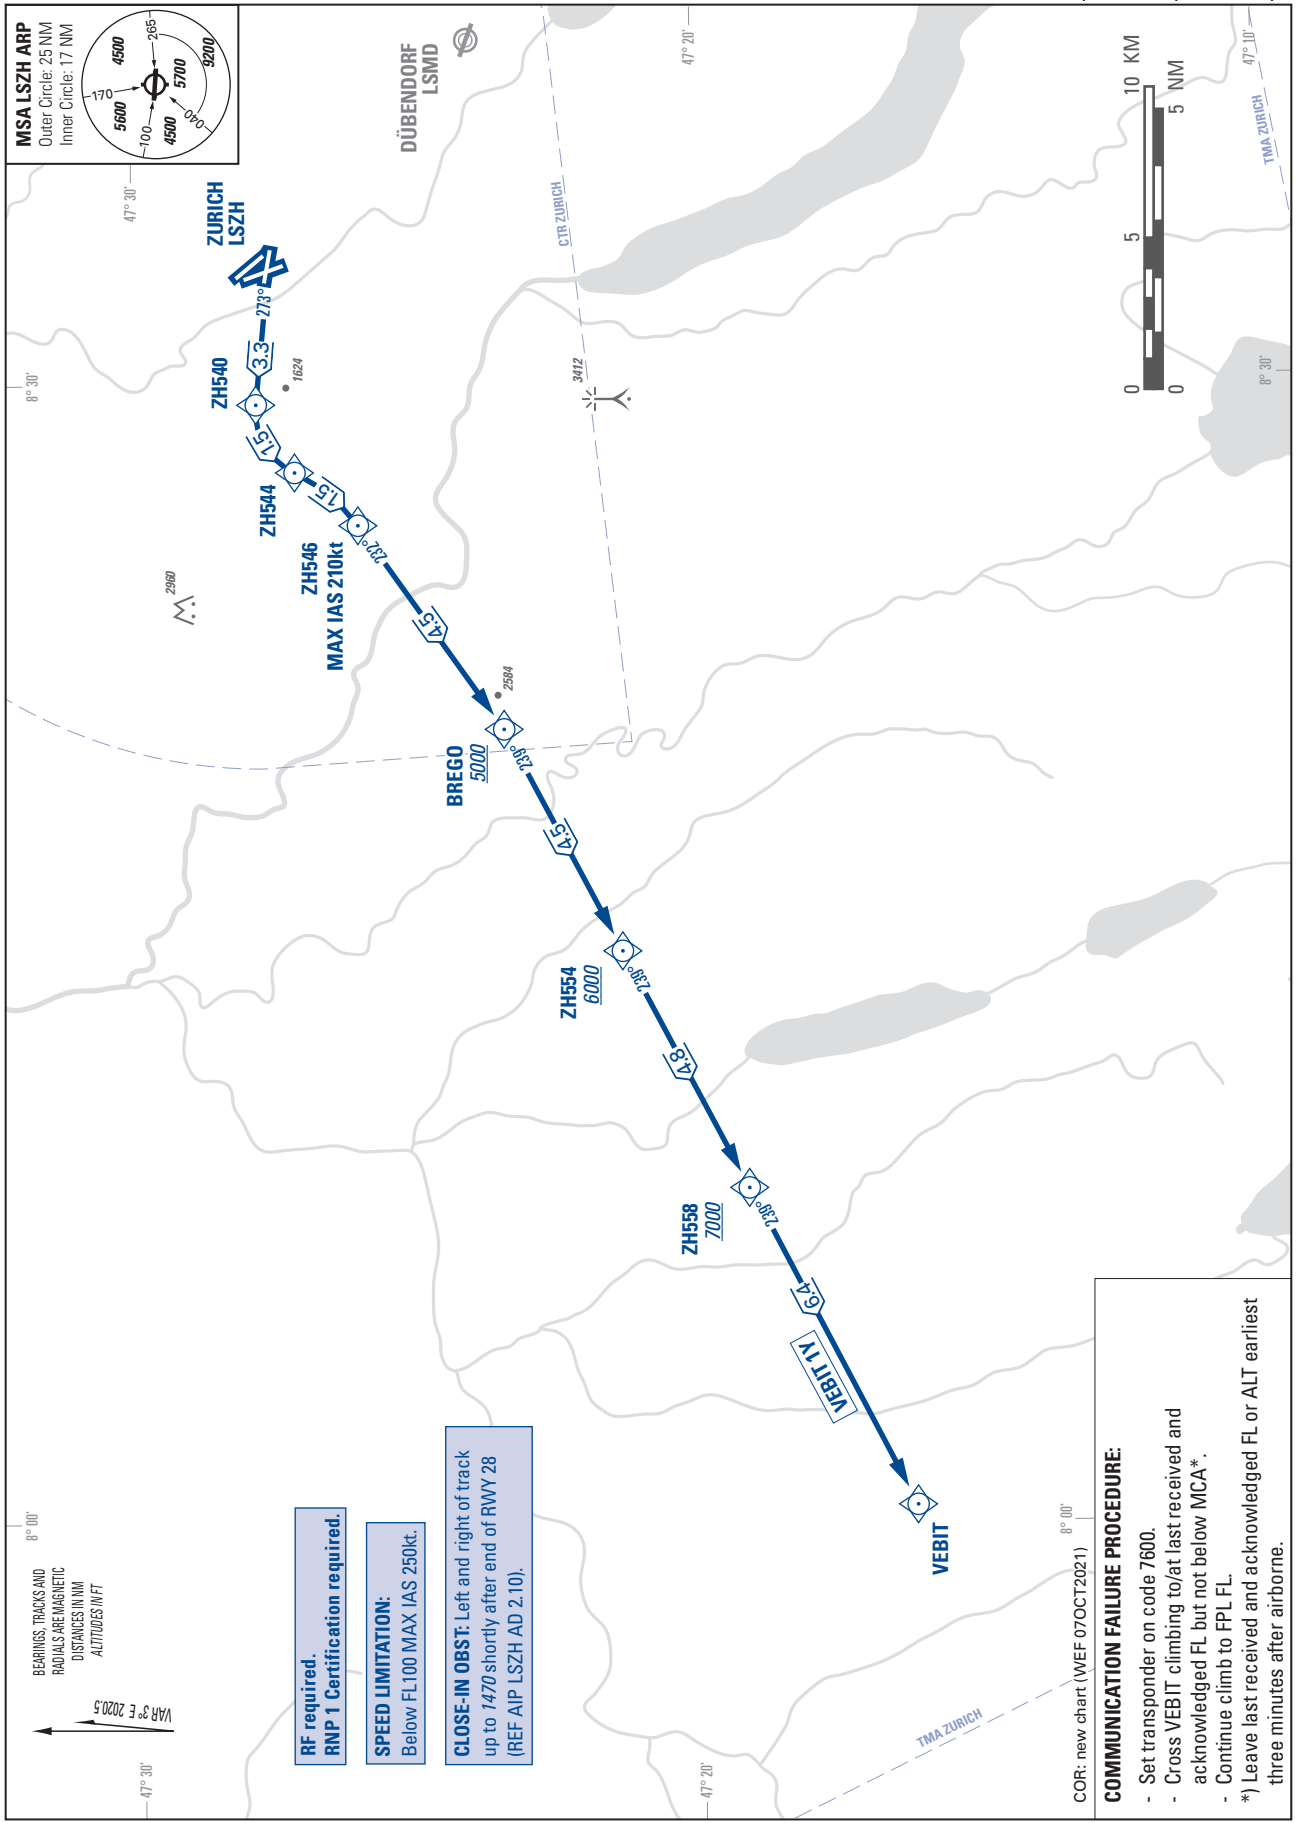 BEARINGS, TRACKS AND
RADIALS ARE MAGNETIC
DISTANCES IN NM
ALTITUDES IN FT
VAR 3° E 2020.5
8° 00'
8° 30'
47° 30'
47° 30'
MSA LSZH ARP
Outer Circle: 25 NM
Inner Circle: 17 NM
170
4500
265
5600
5700
9200
100
4500
040
ZURICH
LSZH
273°
3.3
ZH540
1624
1.5
ZH544
1.5
ZH546
MAX IAS 210kt
232°
2960
4.5
DÜBENDORF
LSMD
CTR ZURICH
3412
2584
BREGO
5000
239°
4.5
ZH554
6000
239°
4.8
ZH558
7000
239°
6.4
VEBIT 1Y
VEBIT
RF required.
RNP 1 Certification required.
SPEED LIMITATION:
Below FL100 MAX IAS 250kt.
CLOSE-IN OBST: Left and right of track
up to 1470 shortly after end of RWY 28
(REF AIP LSZH AD 2.10).
47° 20'
47° 20'
TMA ZURICH
TMA ZURICH
47° 10'
8° 00'
8° 30'
0
5
10 KM
0
5 NM
COR: new chart (WEF 07OCT2021)
COMMUNICATION FAILURE PROCEDURE:
- Set transponder on code 7600.
- Cross VEBIT climbing to/at last received and
acknowledged FL but not below MCA*.
- Continue climb to FPL FL.
*) Leave last received and acknowledged FL or ALT earliest
three minutes after airborne.